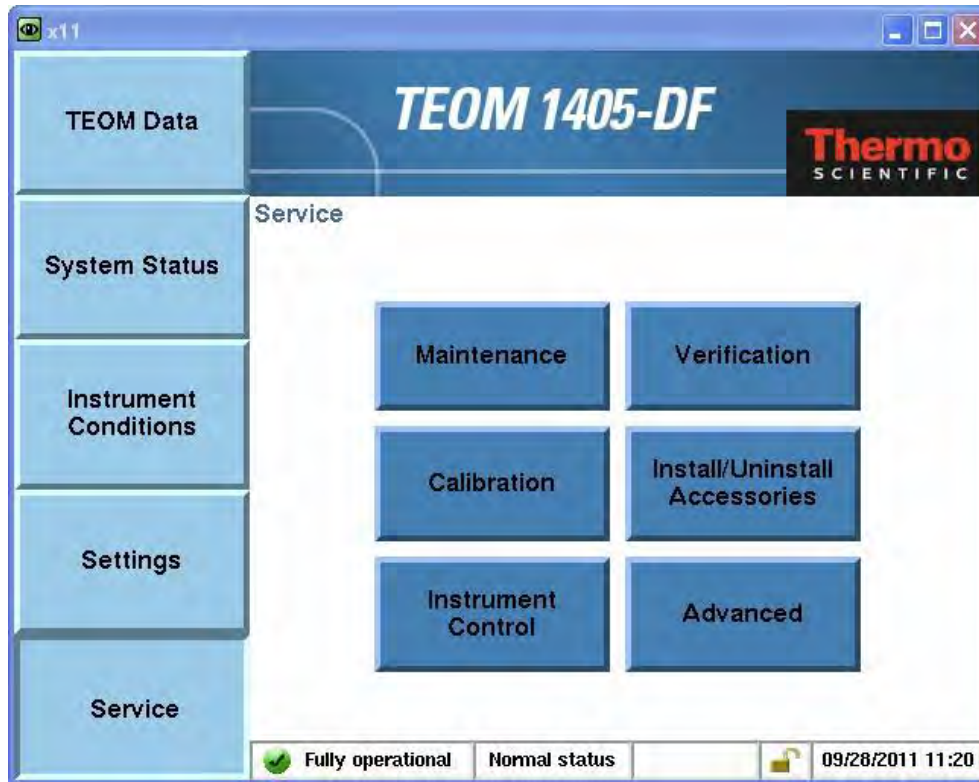 x11
TEOM Data
TEOM 1405-DF
Thermo
SCIENTIFIC
System Status
Service
Maintenance
Verification
Instrument
Conditions
Calibration
Install/Uninstall
Accessories
Settings
Instrument
Control
Advanced
Service
Fully operational
Normal status
09/28/2011 11:20